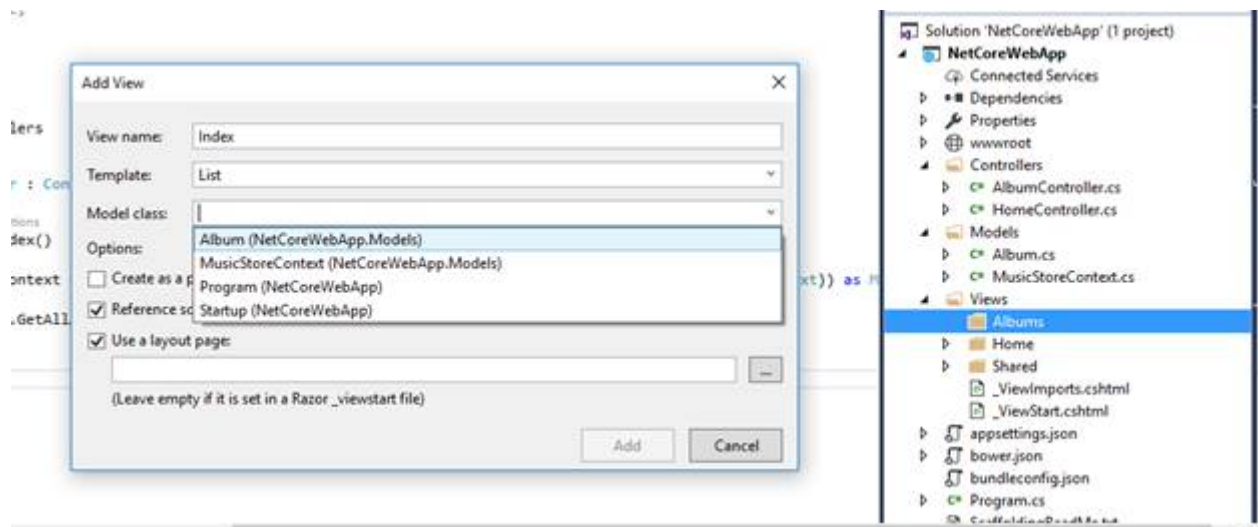 Add View
View name:
Index
Template:
List
Model class:
Album (NetCoreWebApp.Models)
MusicStoreContext (NetCoreWebApp.Models)
Program (NetCoreWebApp)
Startup (NetCoreWebApp)
Options:
Create as a p
Reference sc
Use a layout page:
...
(Leave empty if it is set in a Razor _viewstart file)
Add
Cancel
lers
r : Con
dex()
ontext
xt)) as M
.GetAll
Solution 'NetCoreWebApp' (1 project)
NetCoreWebApp
Connected Services
Dependencies
Properties
wwwroot
Controllers
C# AlbumController.cs
C# HomeController.cs
Models
C# Album.cs
C# MusicStoreContext.cs
Views
Albums
Home
Shared
_ViewImports.cshtml
_ViewStart.cshtml
appsettings.json
bower.json
bundleconfig.json
C# Program.cs